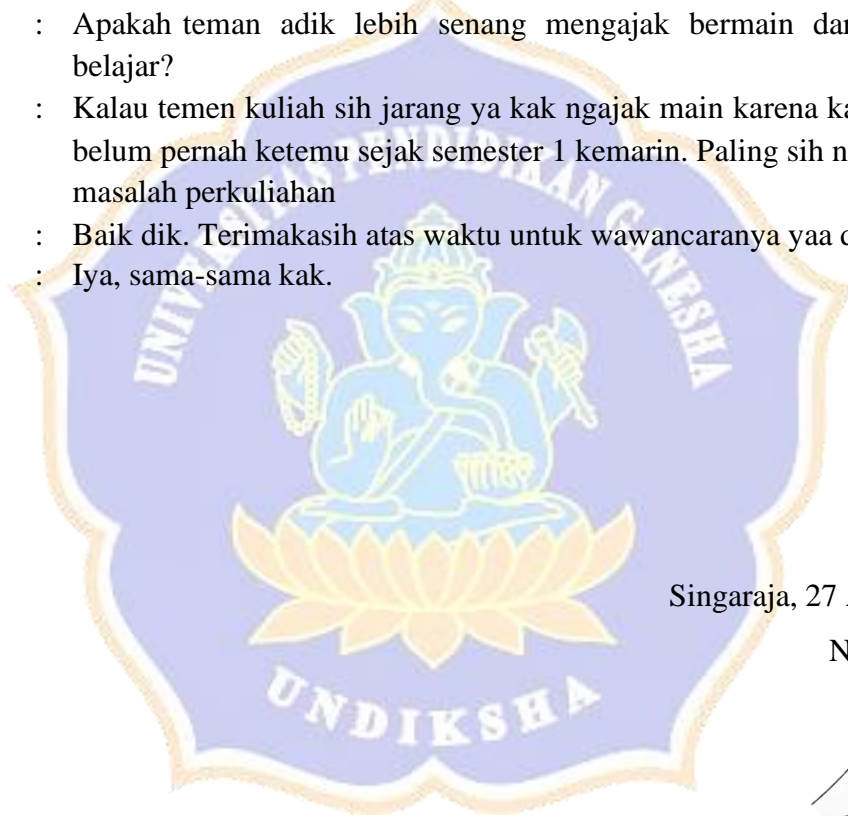 : Apakah teman adik lebih senang mengajak bermain
belajar?
: Kalau temen kuliah sih jarang ya kak ngajak main karena
belum pernah ketemu sejak semester 1 kemarin. Paling sih
masalah perkuliahan
: Baik dik. Terimakasih atas waktu untuk wawancaranya yaa
: Iya, sama-sama kak.
UNIVERSITAS PENDIDIKAN GANESHA
Singaraja, 27
UNDIKSHA